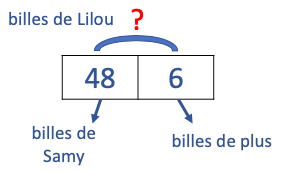 billes de Lilou
?
48 6
billes de
Samy
billes de plus